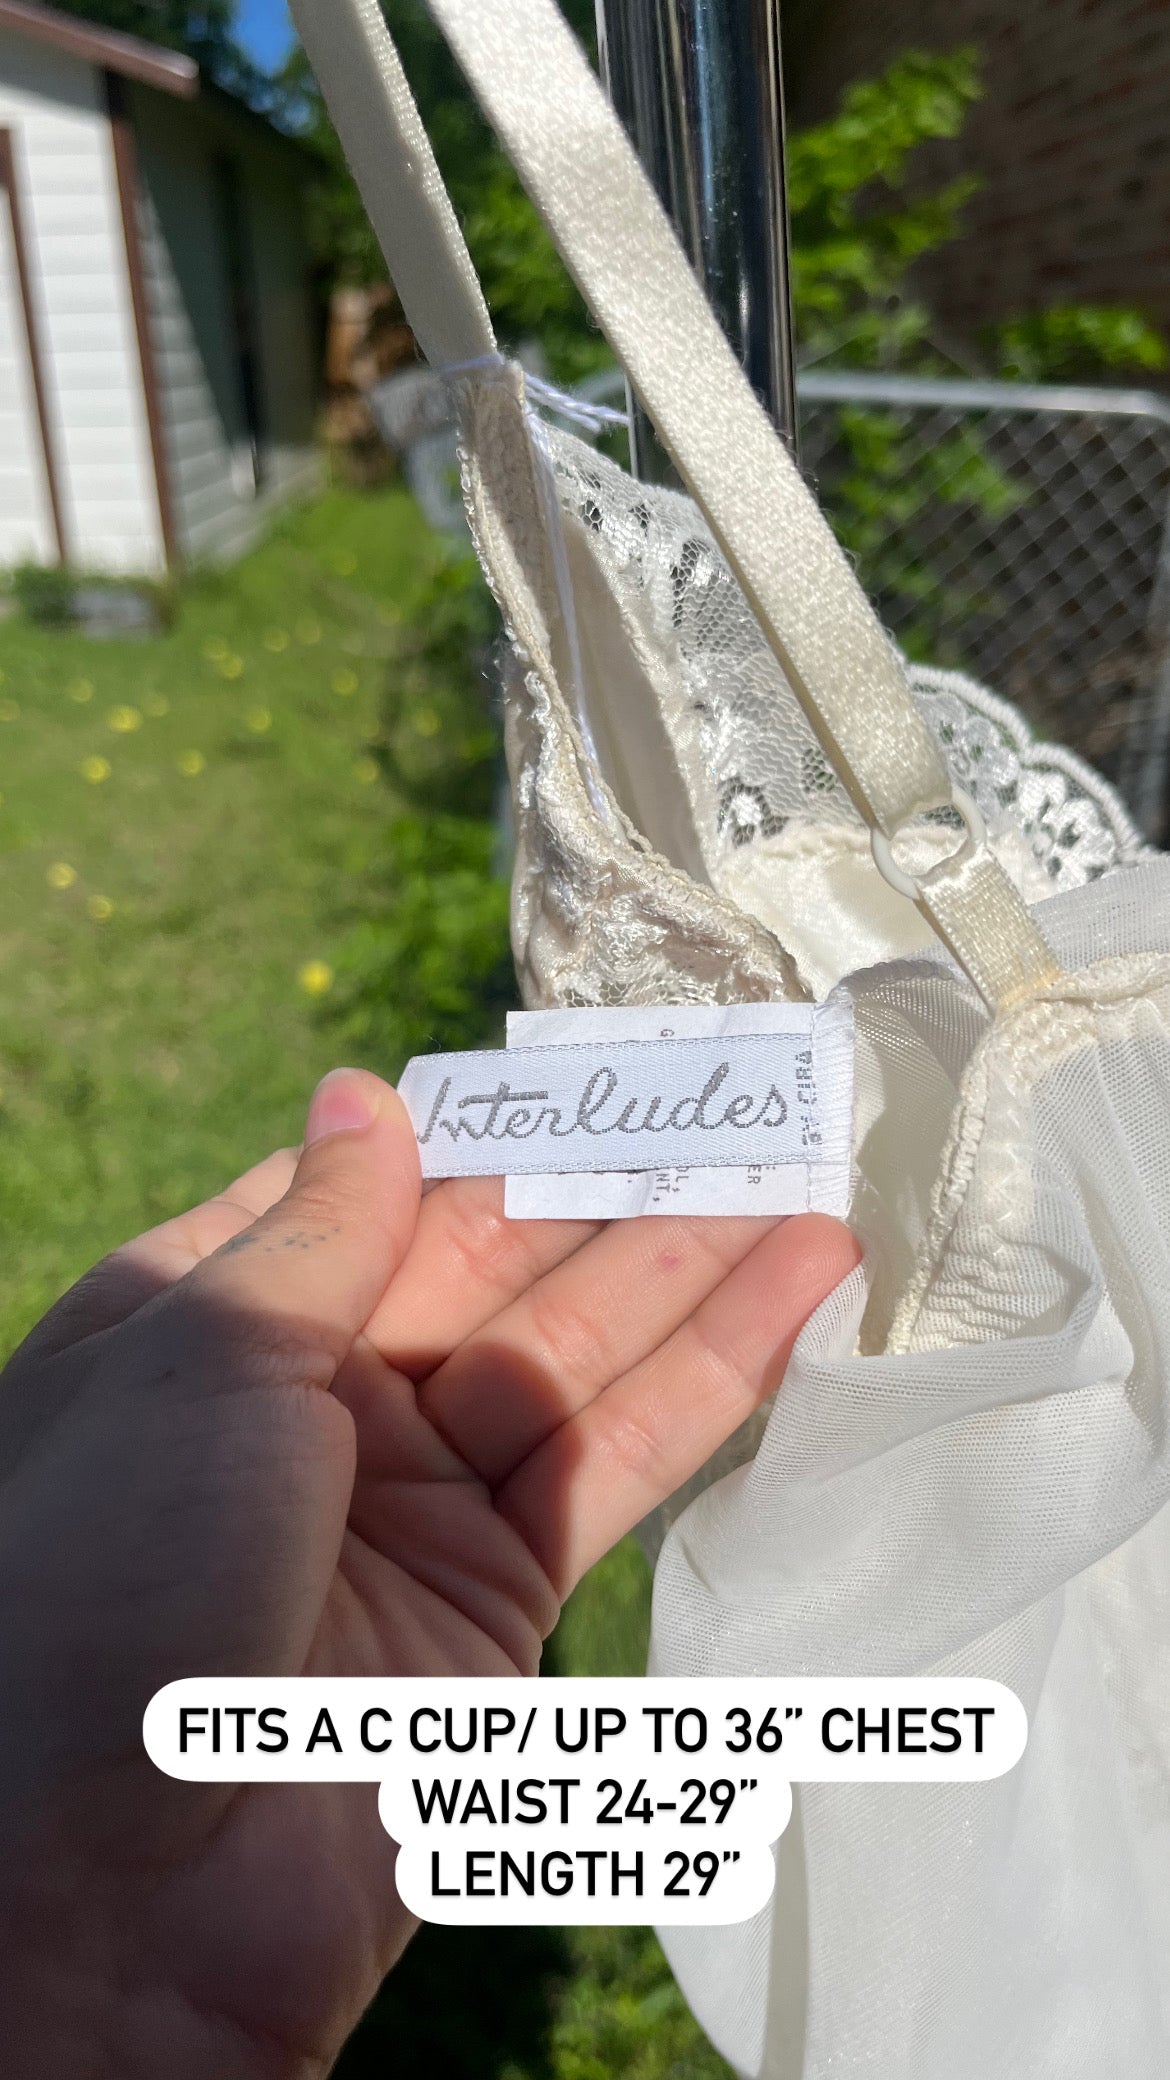 Interludes
FITS A C CUP/ UP TO 36” CHEST
WAIST 24-29”
LENGTH 29”